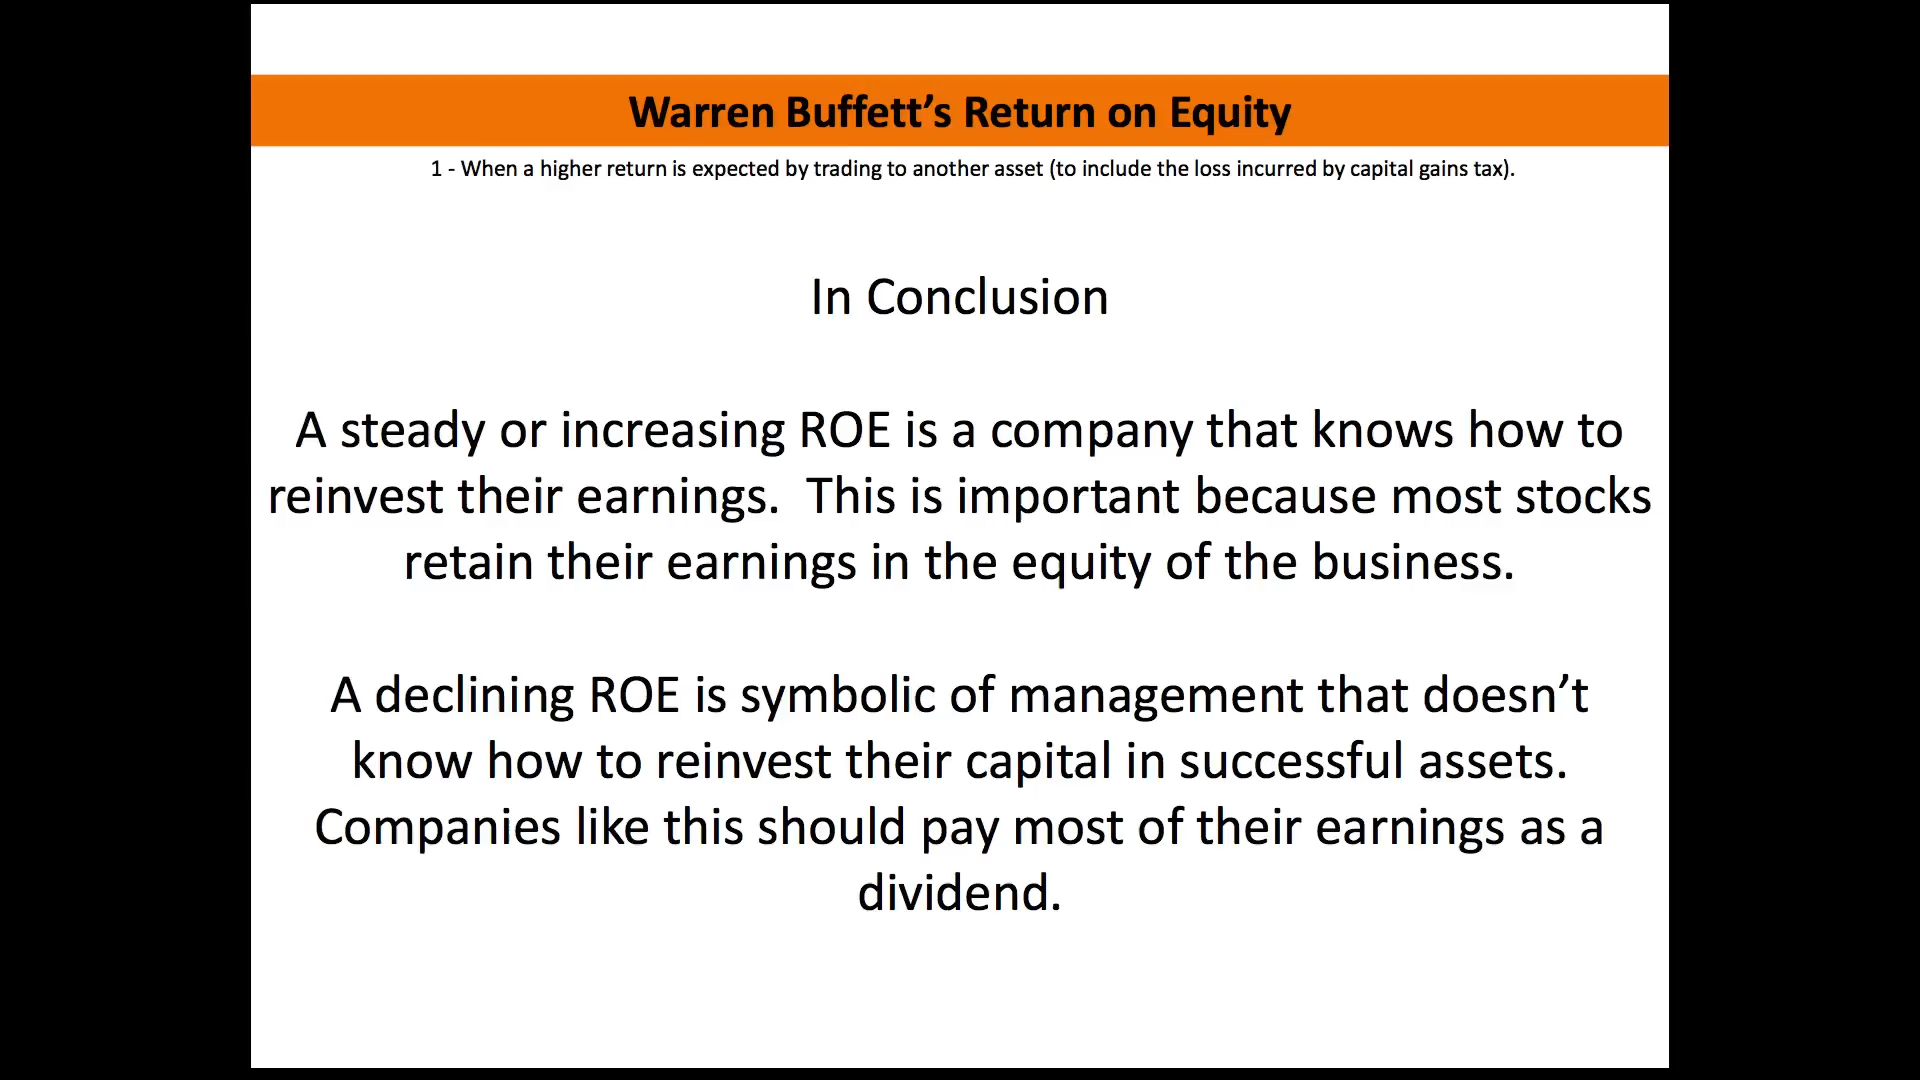 Warren Buffett’s Return on Equity
1 - When a higher return is expected by trading to another asset (to include the loss incurred by capital gains tax).
In Conclusion
A steady or increasing ROE is a company that knows how to
reinvest their earnings.  This is important because most stocks
retain their earnings in the equity of the business.
A declining ROE is symbolic of management that doesn’t
know how to reinvest their capital in successful assets.
Companies like this should pay most of their earnings as a
dividend.